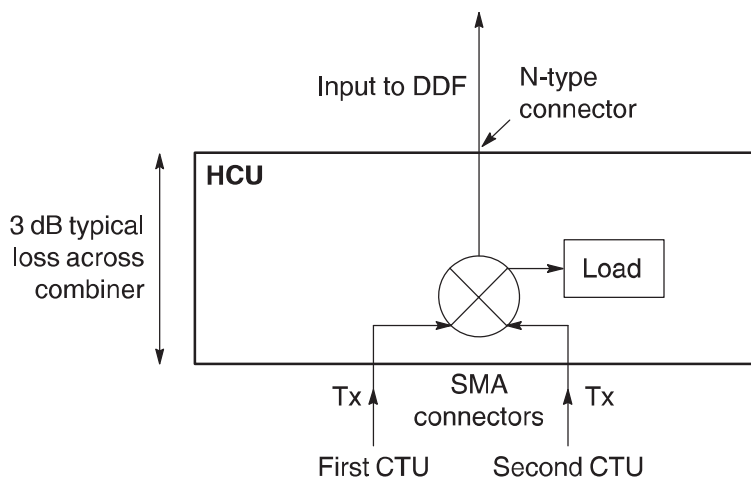 Input to DDF
N-type
connector
HCU
3 dB typical
loss across
combiner
Load
Tx
SMA
connectors
Tx
First CTU
Second CTU